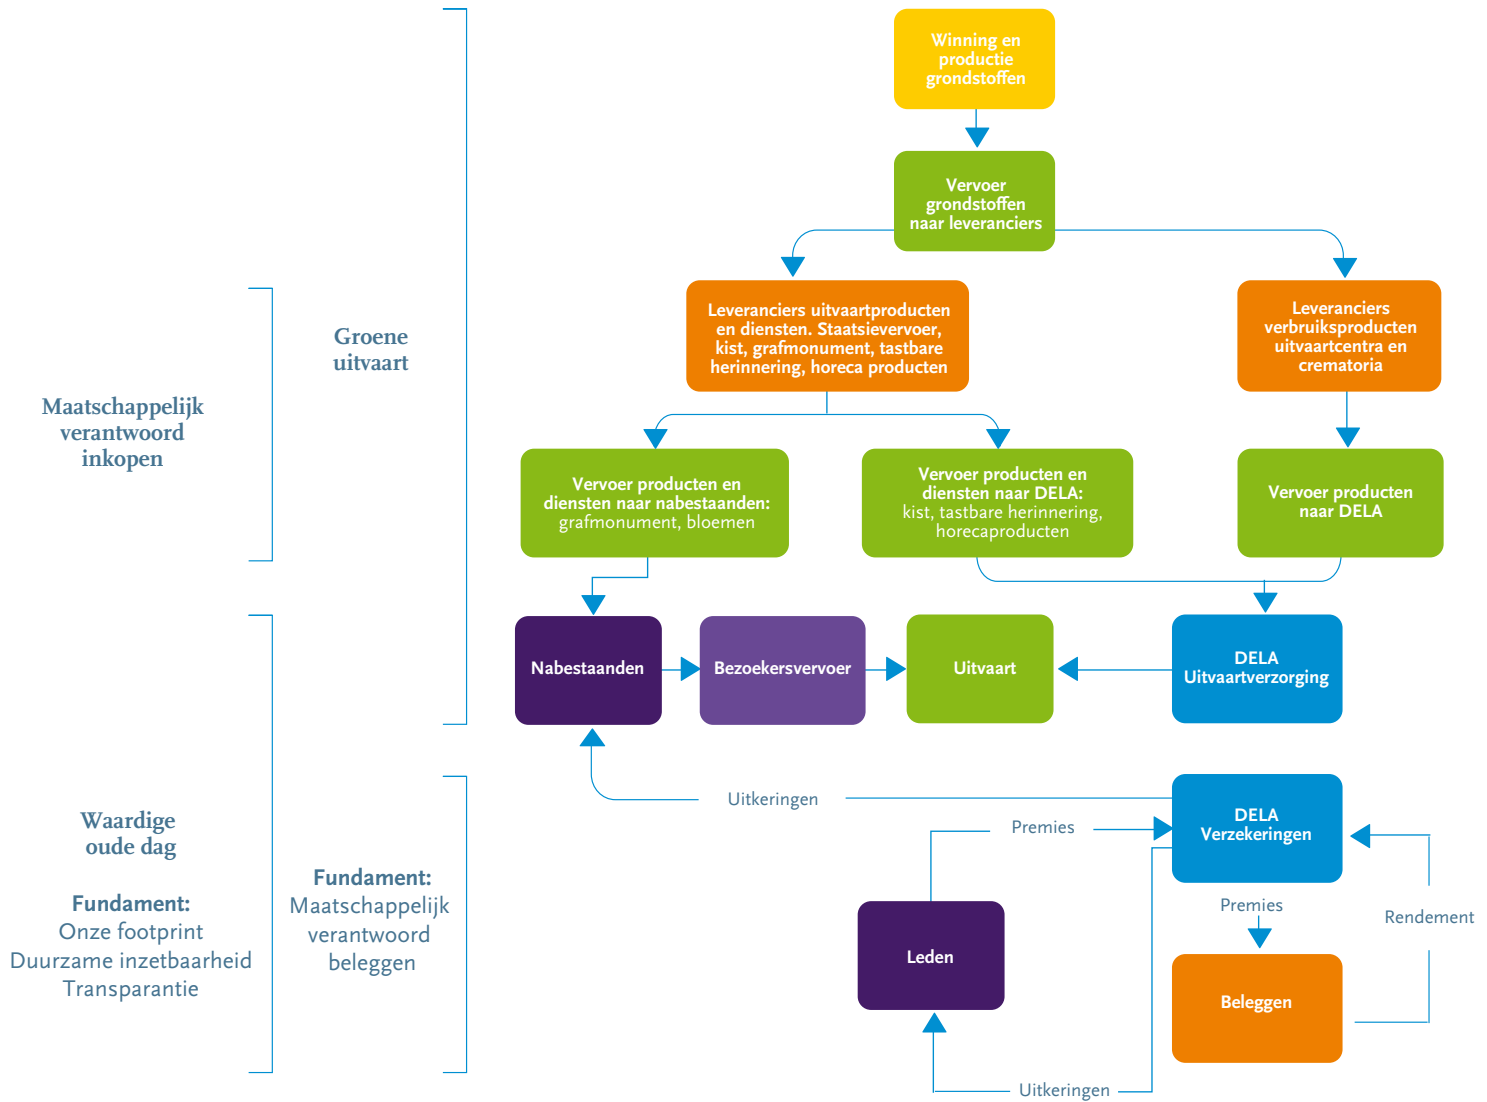 Winning en
productie
grondstoffen
Vervoer
grondstoffen
naar leveranciers
Groene
uitvaart
Maatschappelijk
verantwoord
inkopen
Leveranciers uitvaartproducten
en diensten. Staatsievervoer,
kist, grafmonument, tastbare
herinnering, horeca producten
Leveranciers
verbruiksproducten
uitvaartcentra en
crematoria
Vervoer producten en
diensten naar nabestaanden:
grafmonument, bloemen
Vervoer producten en
diensten naar DELA:
kist, tastbare herinnering,
horecaproducten
Vervoer producten
naar DELA
Nabestaanden
Bezoekersvervoer
Uitvaart
DELA
Uitvaartverzorging
Waardige
oude dag
Fundament:
Onze footprint
Duurzame inzetbaarheid
Transparantie
Fundament:
Maatschappelijk
verantwoord
beleggen
Uitkeringen
Premies
DELA
Verzekeringen
Premies
Rendement
Leden
Beleggen
Uitkeringen